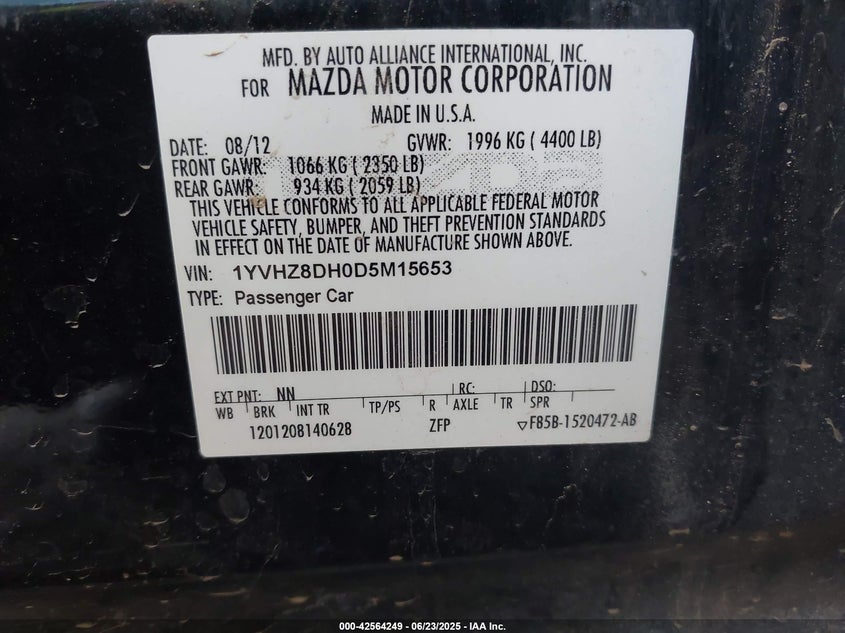 MFD. BY AUTO ALLIANCE INTERNATIONAL, INC.
FOR MAZDA MOTOR CORPORATION
MADE IN U.S.A.
DATE: 08/12 GVWR: 1996 KG ( 4400 LB)
FRONT GAWR: 1066 KG ( 2350 LB)
REAR GAWR: 934 KG ( 2059 LB)
THIS VEHICLE CONFORMS TO ALL APPLICABLE FEDERAL MOTOR
VEHICLE SAFETY, BUMPER, AND THEFT PREVENTION STANDARDS
IN EFFECT ON THE DATE OF MANUFACTURE SHOWN ABOVE.
VIN: 1YVHZ8DH0D5M15653
TYPE: Passenger Car
EXT PNT: NN RC: DSO:
WB BRK INT TR TP/PS R AXLE TR SPR
1201208140628 ZFP ▽F85B-1520472-AB
000-42564249 - 06/23/2025 - IAA Inc.